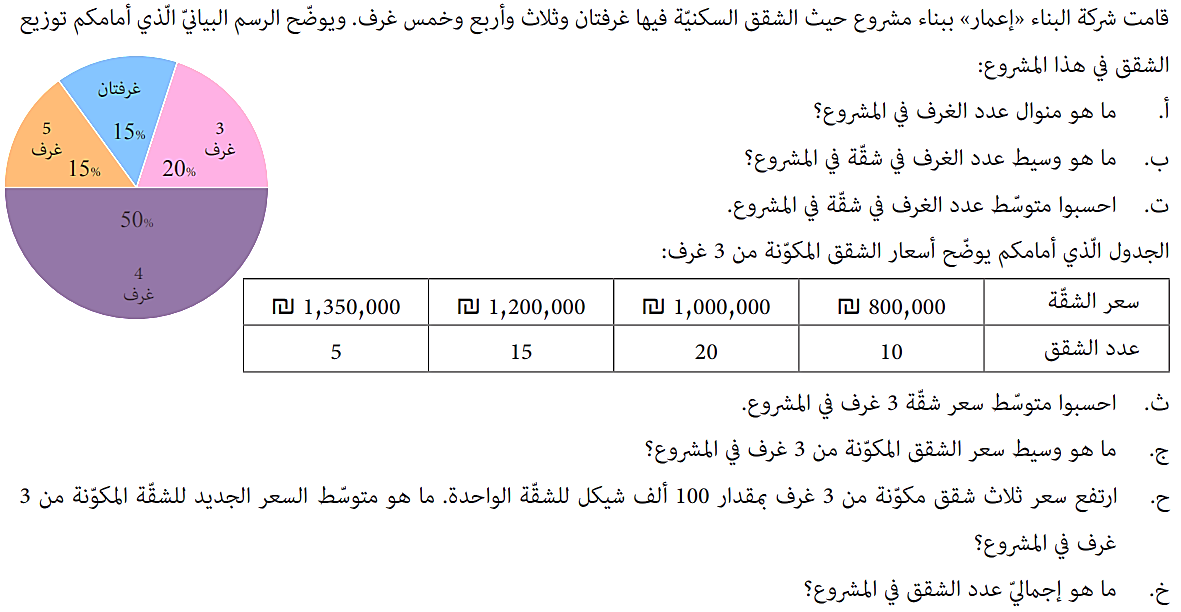 قامت شركة البناء «إعمار» ببناء مشروع حيث الشقق السكنيّة فيها غرفتان وثلاث وأربع وخمس غرف. ويوضّح الرسم البيانيّ الّذي أمامكم توزيع
الشقق في هذا المشروع:
أ. ما هو منوال عدد الغرف في المشروع؟
ب. ما هو وسيط عدد الغرف في شقّة في المشروع؟
ت. احسبوا متوسّط عدد الغرف في شقّة في المشروع.
غرفتان
15%
3
غرف
20%
5
غرف
15%
50%
4
غرف
الجدول الّذي أمامكم يوضّح أسعار الشقق المكوّنة من 3 غرف:
سعر الشقّة 800,000 ₪ 1,000,000 ₪ 1,200,000 ₪ 1,350,000 ₪
عدد الشقق 10 20 15 5
ث. احسبوا متوسّط سعر شقّة 3 غرف في المشروع.
ج. ما هو وسيط سعر الشقق المكوّنة من 3 غرف في المشروع؟
ح. ارتفع سعر ثلاث شقق مكوّنة من 3 غرف بمقدار 100 ألف شيكل للشقّة الواحدة. ما هو متوسّط السعر الجديد للشقّة المكوّنة من 3
غرف في المشروع؟
خ. ما هو إجماليّ عدد الشقق في المشروع؟